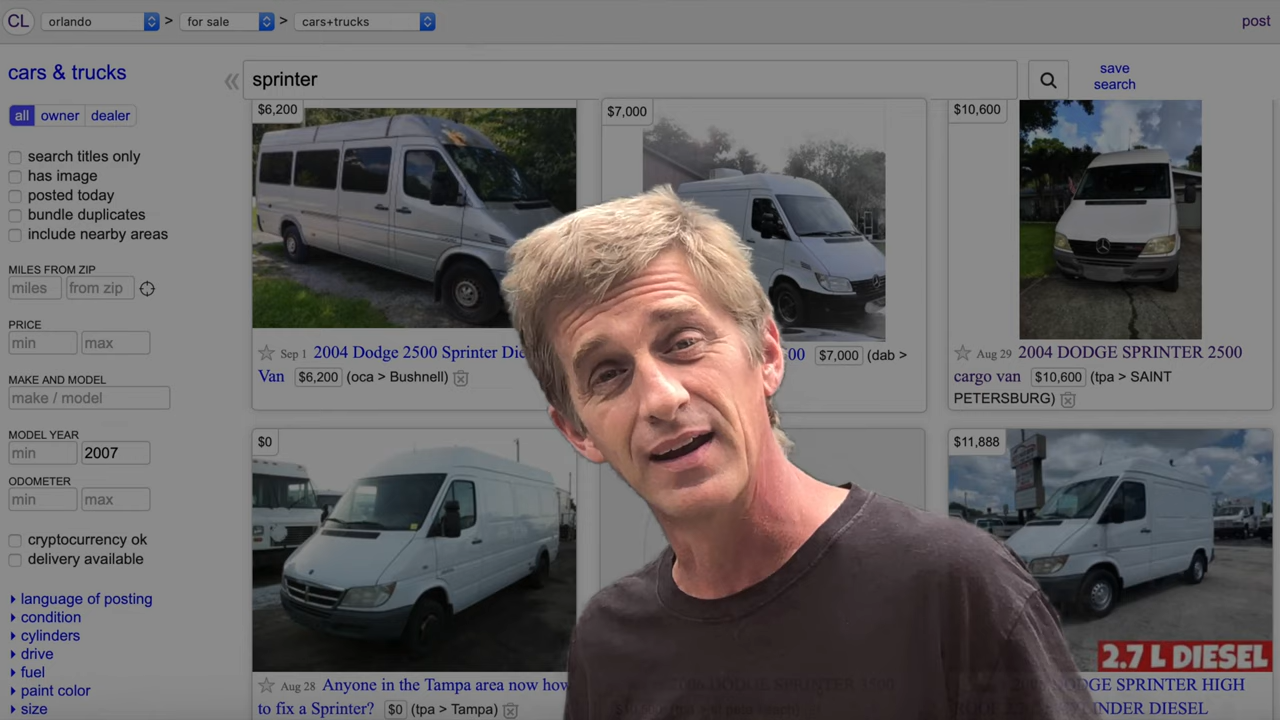 CL
orlando > for sale > cars+trucks
post
cars & trucks
«
sprinter
save
search
all owner dealer
search titles only
has image
posted today
bundle duplicates
include nearby areas
MILES FROM ZIP
miles from zip
PRICE
min max
MAKE AND MODEL
make / model
MODEL YEAR
min 2007
ODOMETER
min max
cryptocurrency ok
delivery available
language of posting
condition
cylinders
drive
fuel
paint color
size
$6,200
Sep 1 2004 Dodge 2500 Sprinter Die
Van $6,200 (oca > Bushnell)
$7,000
00 $7,000 (dab >
$10,600
Aug 29 2004 DODGE SPRINTER 2500
cargo van $10,600 (tpa > SAINT
PETERSBURG)
$0
Aug 28 Anyone in the Tampa area now how
to fix a Sprinter? $0 (tpa > Tampa)
DODGE SPRINTER 3500
$11,888
2.7 L DIESEL
DODGE SPRINTER HIGH
INDER DIESEL